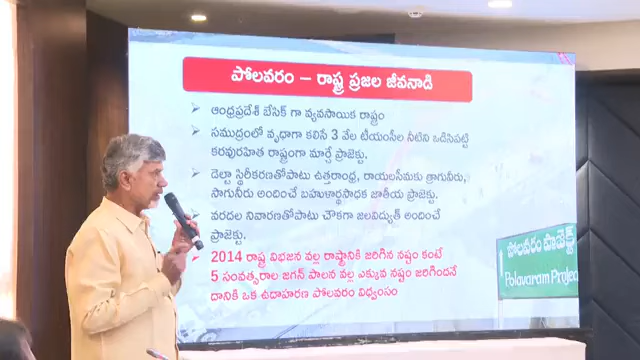 పోలవరం – రాష్ట్ర ప్రజల జీవనాడి
ఆంధ్రప్రదేశ్ బేసిక్ గా వ్యవసాయిక రాష్ట్రం
సముద్రంలో వృధాగా కలిసే 3 వేల టీయంసీల నీటిని ఒడిసిపట్టి
కరవురహిత రాష్ట్రంగా మార్చే ప్రాజెక్టు.
డెల్టా స్థిరీకరణతోపాటు ఉత్తరాంధ్ర, రాయలసీమకు త్రాగునీరు,
సాగునీరు అందించే బహుళార్థసాధక జాతీయ ప్రాజెక్టు.
వరదల నివారణతోపాటు చౌకగా జలవిద్యుత్ అందించే
ప్రాజెక్టు.
2014 రాష్ట్ర విభజన వల్ల రాష్ట్రానికి జరిగిన నష్టం కంటే
5 సంవత్సరాల జగన్ పాలన వల్ల ఎక్కువ నష్టం జరిగిందనే
దానికి ఒక ఉదాహరణ పోలవరం విధ్వంసం
పోలవరం ప్రాజెక్ట్
Polavaram Project